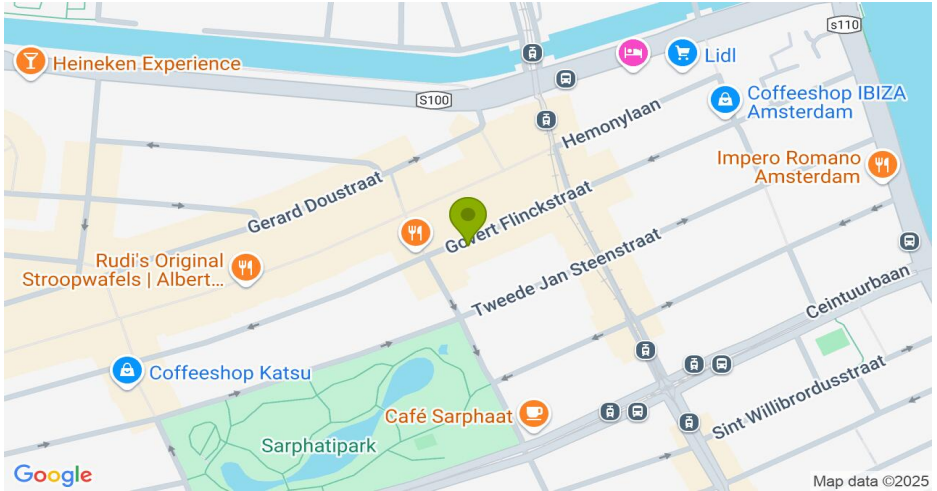 s110
Heineken Experience
Lidl
S100
Coffeeshop IBIZA
Amsterdam
Hemonylaan
Impero Romano
Amsterdam
Gerard Doustraat
Govert Flinckstraat
Rudi's Original
Stroopwafels | Albert...
Tweede Jan Steenstraat
Ceintuurbaan
Coffeeshop Katsu
Café Sarphaat
Sint Willibrordusstraat
Sarphatipark
Google
Map data ©2025